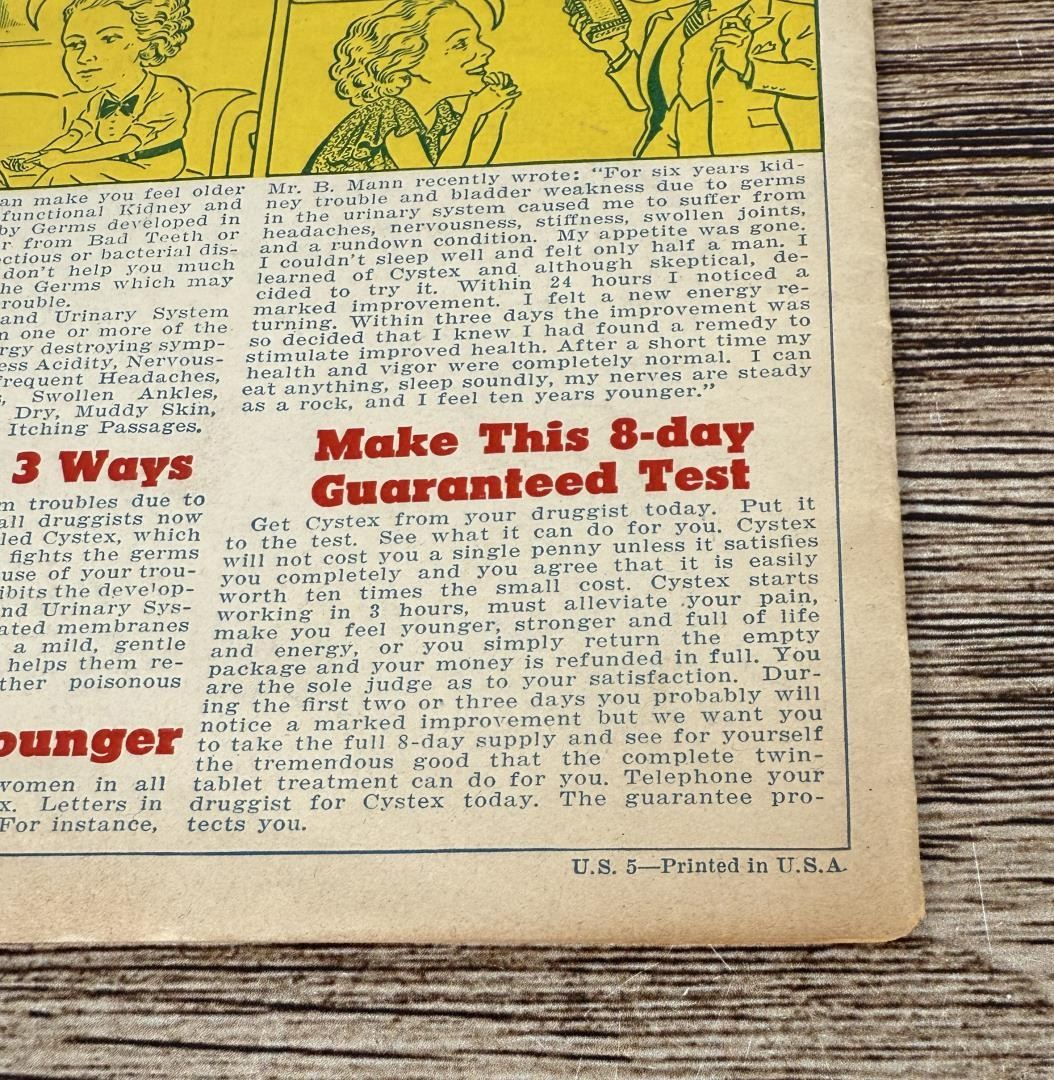 an make you feel older
functional Kidney and
by Germs developed in
r from Bad Teeth or
ectious or bacterial dis-
don't help you much
he Germs which may
rouble.
and Urinary System
n one or more of the
rgy destroying symp-
ess Acidity, Nervous-
frequent Headaches,
, Swollen Ankles,
Dry, Muddy Skin,
Itching Passages.
3 Ways
m troubles due to
all druggists now
led Cystex, which
fights the germs
use of your trou-
ibits the develop-
nd Urinary Sys-
ated membranes
a mild, gentle
helps them re-
ther poisonous
ounger
women in all
x. Letters in
For instance,
Mr. B. Mann recently wrote: "For six years kid-
ney trouble and bladder weakness due to germs
in the urinary system caused me to suffer from
headaches, nervousness, stiffness, swollen joints,
and a rundown condition. My appetite was gone.
I couldn't sleep well and felt only half a man. I
learned of Cystex and although skeptical, de-
cided to try it. Within 24 hours I noticed a
marked improvement. I felt a new energy re-
turning. Within three days the improvement was
so decided that I knew I had found a remedy to
stimulate improved health. After a short time my
health and vigor were completely normal. I can
eat anything, sleep soundly, my nerves are steady
as a rock, and I feel ten years younger."
Make This 8-day
Guaranteed Test
Get Cystex from your druggist today. Put it
to the test. See what it can do for you. Cystex
will not cost you a single penny unless it satisfies
you completely and you agree that it is easily
worth ten times the small cost. Cystex starts
working in 3 hours, must alleviate your pain,
make you feel younger, stronger and full of life
and energy, or you simply return the empty
package and your money is refunded in full. You
are the sole judge as to your satisfaction. Dur-
ing the first two or three days you probably will
notice a marked improvement but we want you
to take the full 8-day supply and see for yourself
the tremendous good that the complete twin-
tablet treatment can do for you. Telephone your
druggist for Cystex today. The guarantee pro-
tects you.
U.S. 5—Printed in U.S.A.